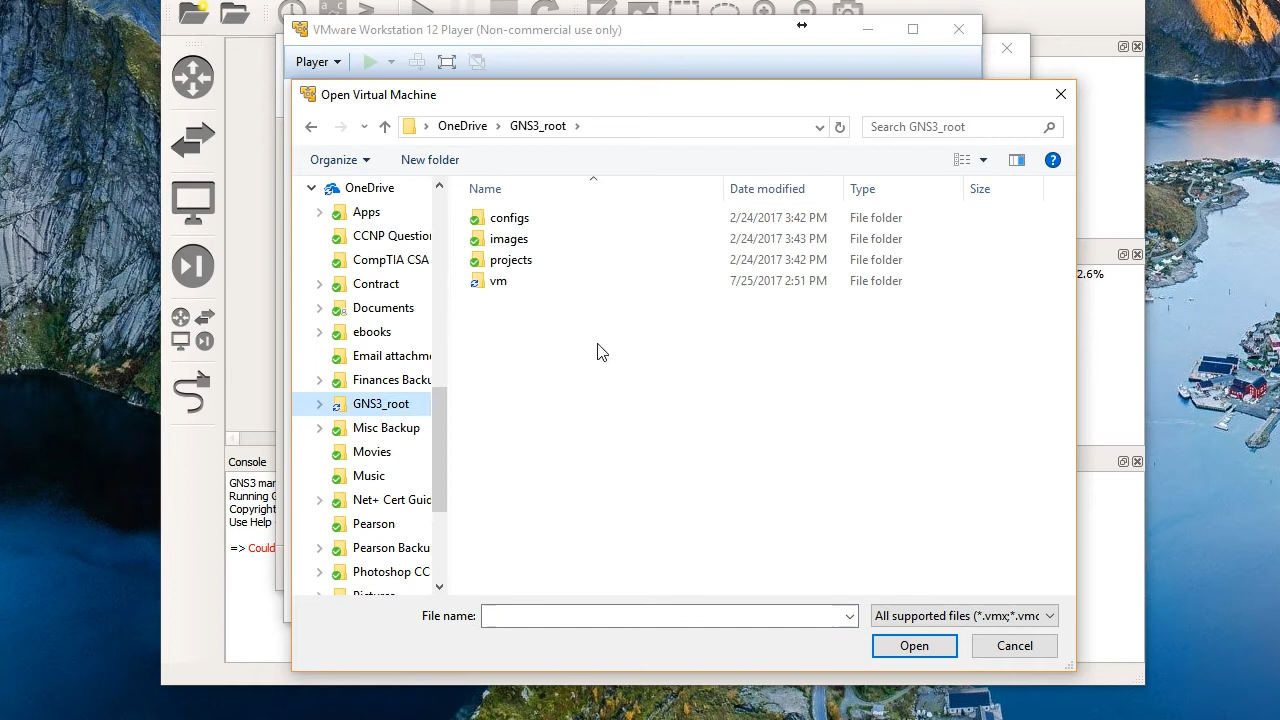 VMware Workstation 12 Player (Non-commercial use only)
Player
Open Virtual Machine
OneDrive
GNS3_root
Search GNS3_root
Organize
New folder
OneDrive
Apps
CCNP Question
CompTIA CSA
Contract
Documents
ebooks
Email attachme
Finances Backu
GNS3_root
Misc Backup
Movies
Music
Net+ Cert Guid
Pearson
Pearson Backu
Photoshop CC
Pictures
Name
Date modified
Type
Size
configs
2/24/2017 3:42 PM
File folder
images
2/24/2017 3:43 PM
File folder
projects
2/24/2017 3:42 PM
File folder
vm
7/25/2017 2:51 PM
File folder
2.6%
Console
GNS3 mar
Running G
Copyright
Use Help
=> Could
File name:
All supported files (*.vmx;*.vmc
Open
Cancel